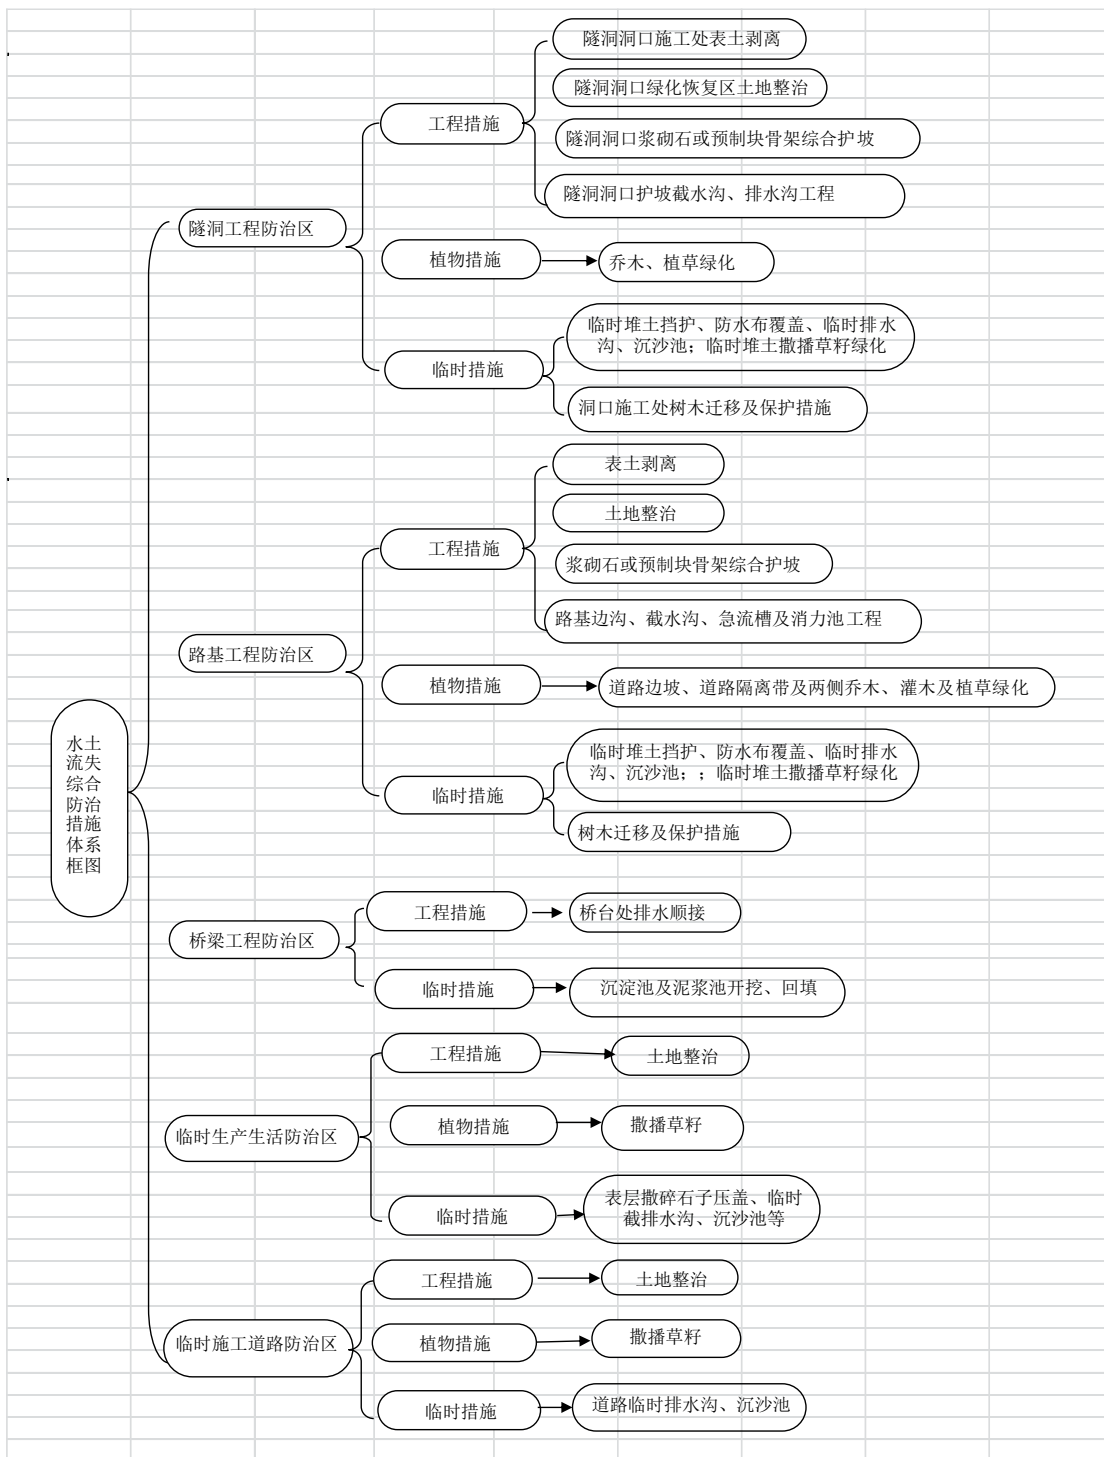 隧洞洞口施工处表土剥离
隧洞洞口绿化恢复区土地整治
工程措施
隧洞洞口浆砌石或预制块骨架综合护坡
隧洞洞口护坡截水沟、排水沟工程
隧洞工程防治区
植物措施
乔木、植草绿化
临时堆土挡护、防水布覆盖、临时排水
沟、沉沙池；临时堆土撒播草籽绿化
临时措施
洞口施工处树木迁移及保护措施
表土剥离
土地整治
工程措施
浆砌石或预制块骨架综合护坡
路基边沟、截水沟、急流槽及消力池工程
路基工程防治区
植物措施
道路边坡、道路隔离带及两侧乔木、灌木及植草绿化
水土
流失
综合
防治
措施
体系
框图
临时堆土挡护、防水布覆盖、临时排水
沟、沉沙池；；临时堆土撒播草籽绿化
临时措施
树木迁移及保护措施
工程措施
桥台处排水顺接
桥梁工程防治区
临时措施
沉淀池及泥浆池开挖、回填
工程措施
土地整治
临时生产生活防治区
植物措施
撒播草籽
临时措施
表层撒碎石子压盖、临时
截排水沟、沉沙池等
工程措施
土地整治
临时施工道路防治区
植物措施
撒播草籽
临时措施
道路临时排水沟、沉沙池